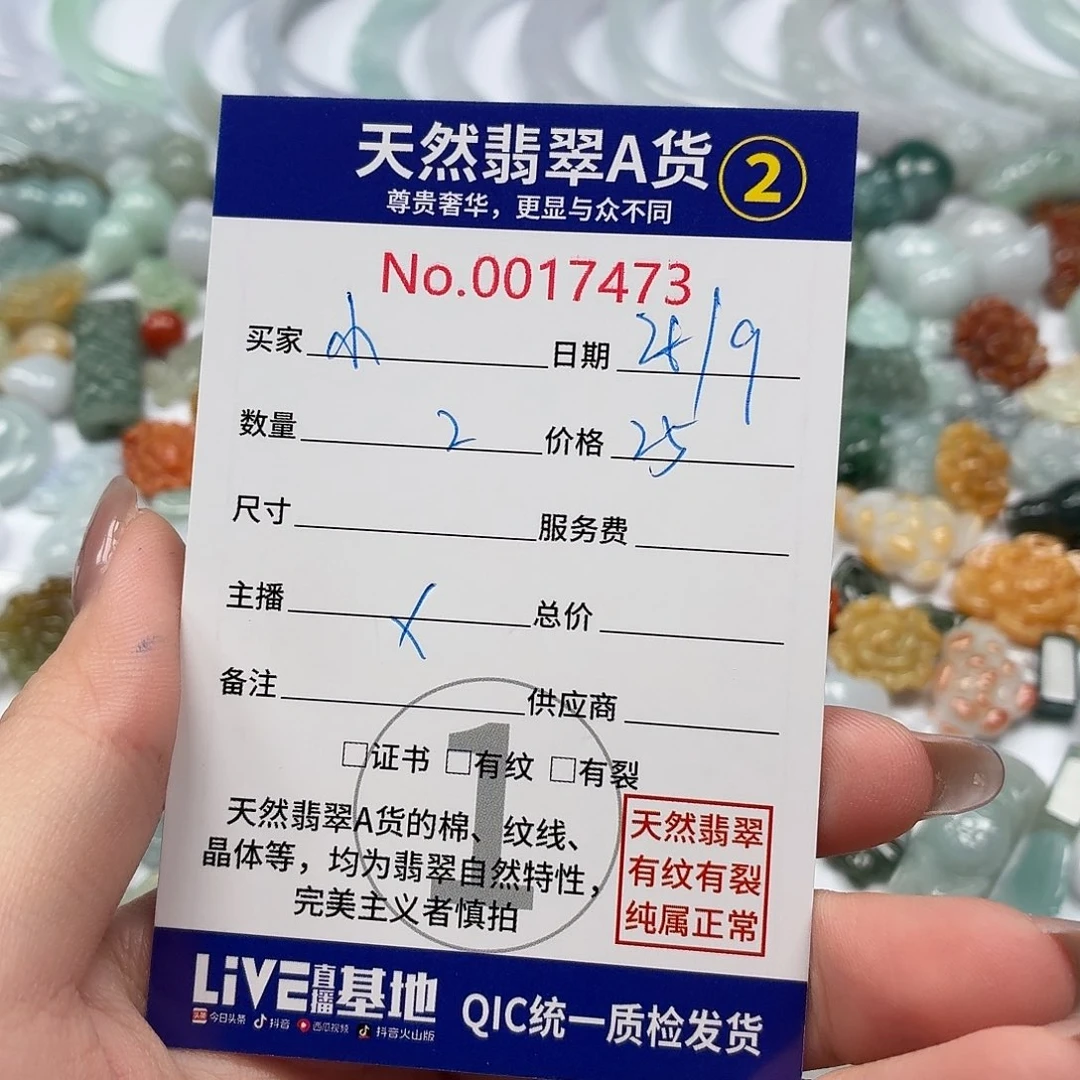 天然翡翠A货 2
尊贵奢华，更显与众不同
No.0017473
买家 小 日期 28/9
数量 2 价格 25
尺寸 服务费
主播 总价
备注 供应商
□证书 □有纹 □有裂
1
天然翡翠A货的棉、纹线、
晶体等，均为翡翠自然特性，
完美主义者慎拍
天然翡翠
有纹有裂
纯属正常
LiVE直播基地
今日头条 抖音 西瓜视频 抖音火山版
QIC统一质检发货